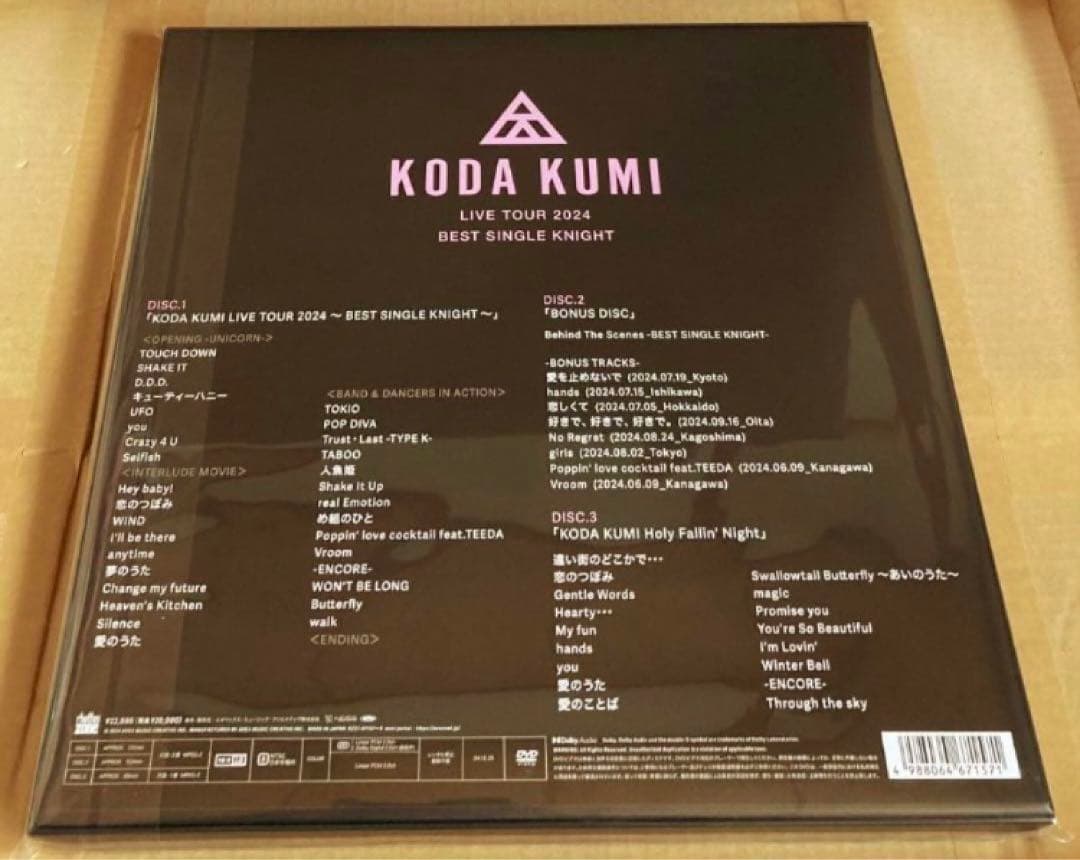 KODA KUMI
LIVE TOUR 2024
BEST SINGLE KNIGHT
DISC.1
「KODA KUMI LIVE TOUR 2024 ～ BEST SINGLE KNIGHT ～」
<OPENING -UNICORN->
TOUCH DOWN
SHAKE IT
D.D.D.
キューティーハニー
UFO
you
Crazy 4 U
Selfish
<INTERLUDE MOVIE>
Hey baby!
恋のつぼみ
WIND
I'll be there
anytime
夢のうた
Change my future
Heaven's Kitchen
Silence
愛のうた
<BAND & DANCERS IN ACTION>
TOKIO
POP DIVA
Trust・Last -TYPE K-
TABOO
人魚姫
Shake It Up
real Emotion
め組のひと
Poppin' love cocktail feat.TEEDA
Vroom
-ENCORE-
WON'T BE LONG
Butterfly
walk
<ENDING>
DISC.2
「BONUS DISC」
Behind The Scenes -BEST SINGLE KNIGHT-
-BONUS TRACKS-
愛を止めないで (2024.07.19_Kyoto)
hands (2024.07.15_Ishikawa)
恋しくて (2024.07.05_Hokkaido)
好きで、好きで、好きで。(2024.09.16_Oita)
No Regret (2024.08.24_Kagoshima)
girls (2024.08.02_Tokyo)
Poppin' love cocktail feat.TEEDA (2024.06.09_Kanagawa)
Vroom (2024.06.09_Kanagawa)
DISC.3
「KODA KUMI Holy Fallin' Night」
遠い街のどこかで…
恋のつぼみ
Gentle Words
Hearty…
My fun
hands
you
愛のうた
愛のことば
Swallowtail Butterfly ～あいのうた～
magic
Promise you
You're So Beautiful
I'm Lovin'
Winter Bell
-ENCORE-
Through the sky
rhythm zone
COLOR
DVD
4 988064 671571